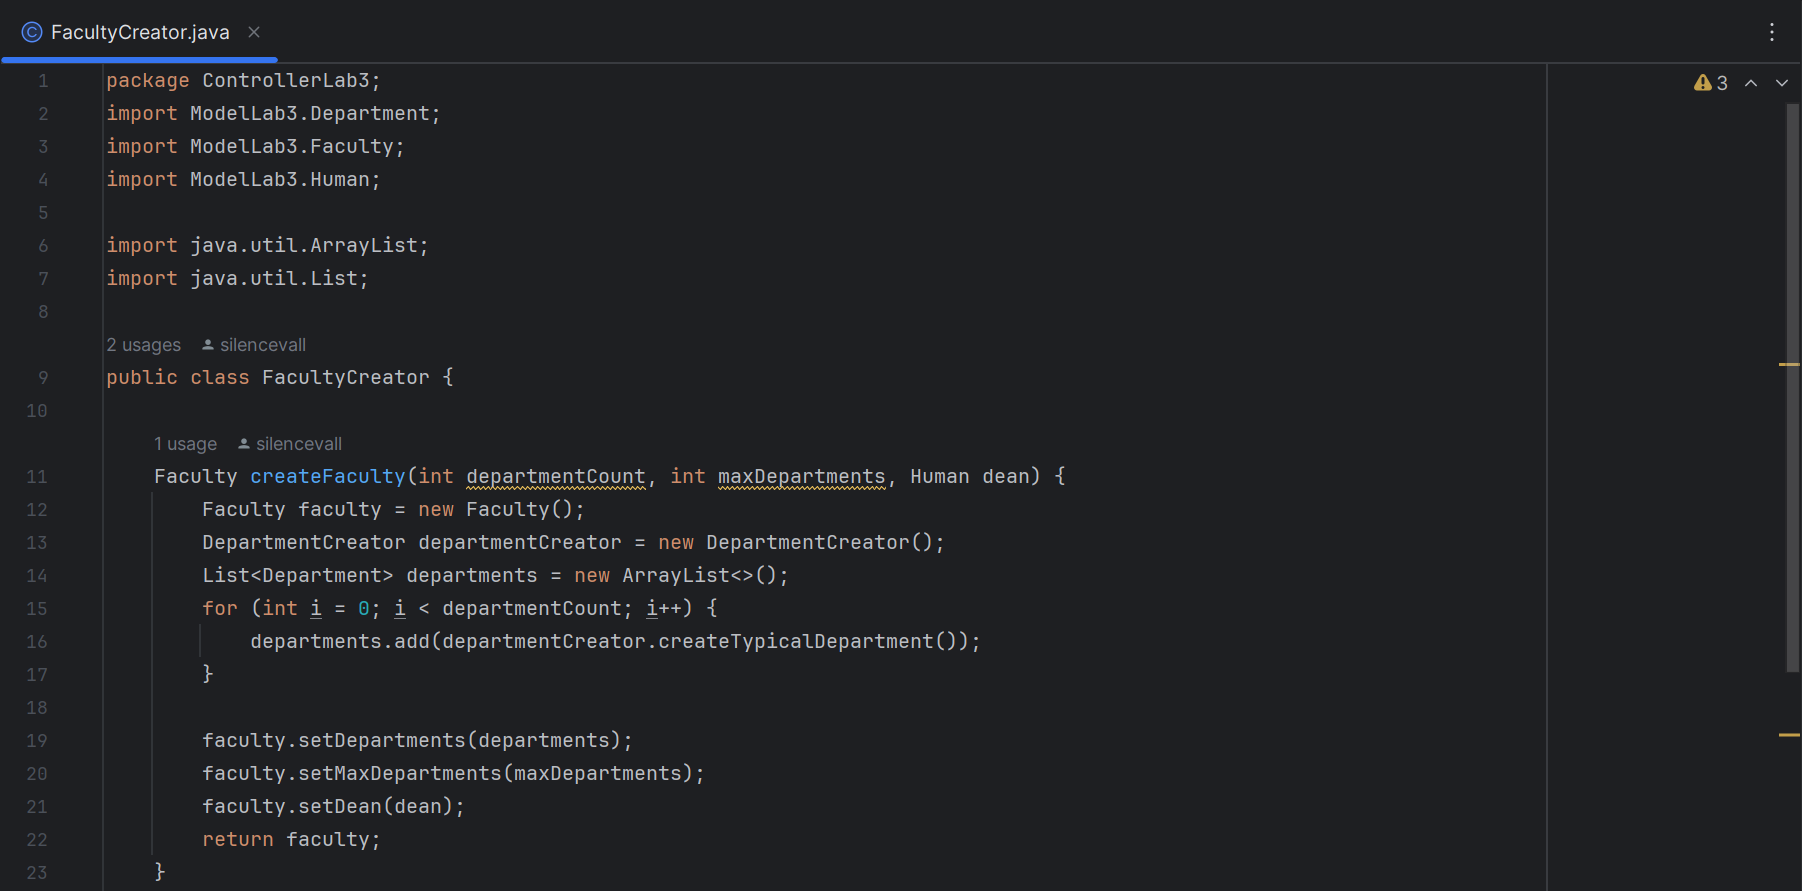 FacultyCreator.java
3
1 package ControllerLab3;
2 import ModelLab3.Department;
3 import ModelLab3.Faculty;
4 import ModelLab3.Human;
5
6 import java.util.ArrayList;
7 import java.util.List;
8
2 usages silencevall
9 public class FacultyCreator {
10
1 usage silencevall
11 Faculty createFaculty(int departmentCount, int maxDepartments, Human dean) {
12 Faculty faculty = new Faculty();
13 DepartmentCreator departmentCreator = new DepartmentCreator();
14 List<Department> departments = new ArrayList<>();
15 for (int i = 0; i < departmentCount; i++) {
16 departments.add(departmentCreator.createTypicalDepartment());
17 }
18
19 faculty.setDepartments(departments);
20 faculty.setMaxDepartments(maxDepartments);
21 faculty.setDean(dean);
22 return faculty;
23 }